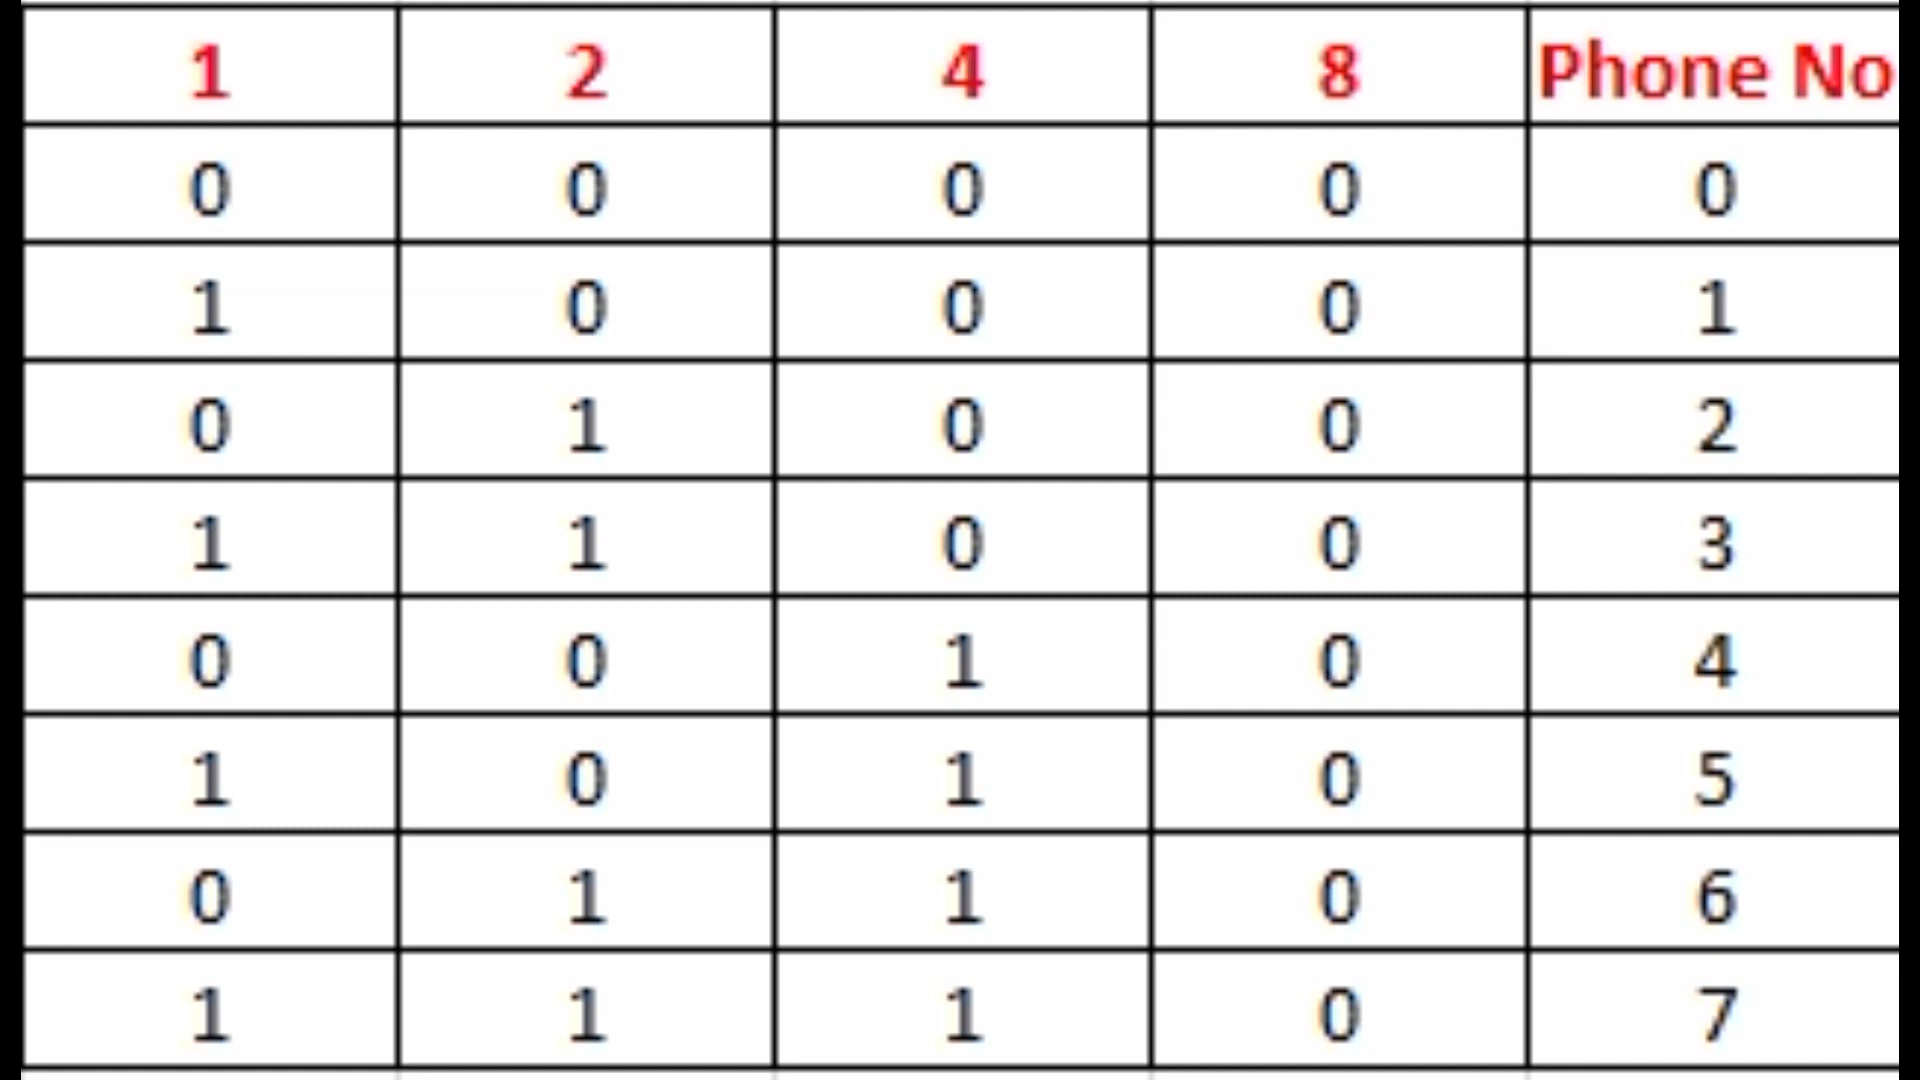 1 2 4 8 Phone No
0 0 0 0 0
1 0 0 0 1
0 1 0 0 2
1 1 0 0 3
0 0 1 0 4
1 0 1 0 5
0 1 1 0 6
1 1 1 0 7